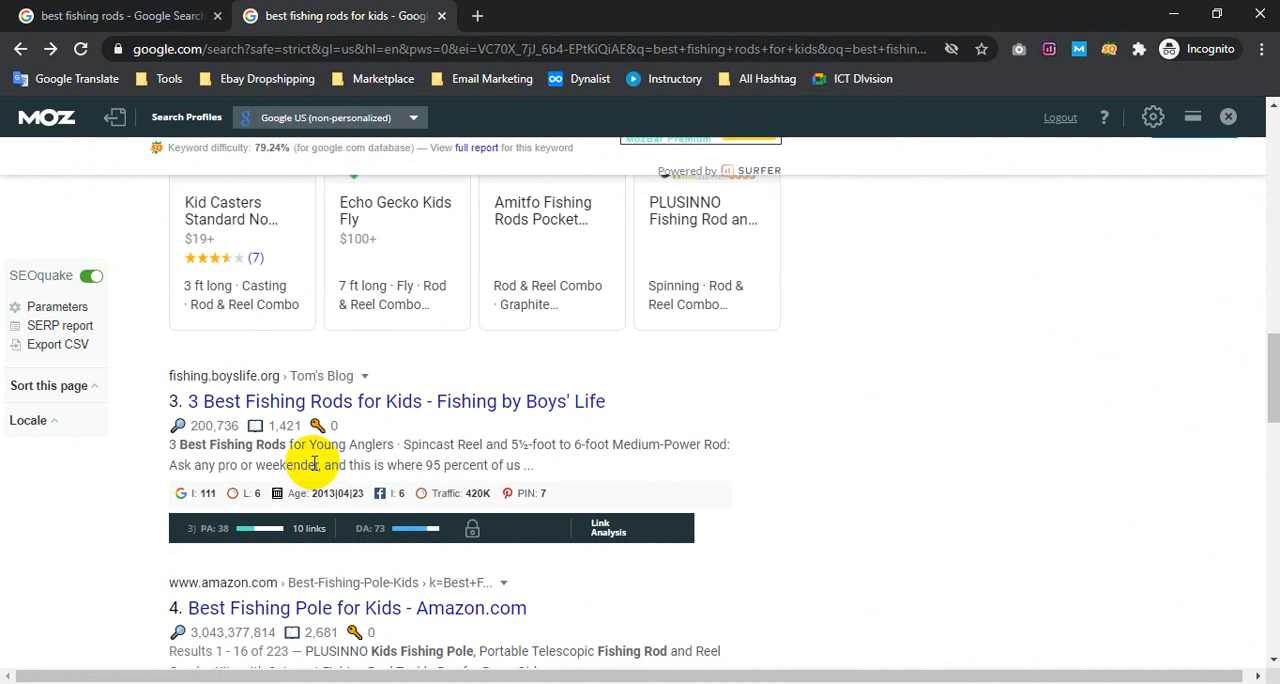 best fishing rods - Google Searc
best fishing rods for kids - Goog
google.com/search?safe=strict&gl=us&hl=en&pws=0&ei=VC70X_7jJ_6b4-EPtKiQiAE&q=best+fishing+rods+for+kids&oq=best+fishin...
Incognito
Google Translate
Tools
Ebay Dropshipping
Marketplace
Email Marketing
Dynalist
Instructory
All Hashtag
ICT DIvision
MOZ
Search Profiles
Google US (non-personalized)
Logout
?
MozBar Premium
Keyword difficulty: 79.24% (for google.com database) — View full report for this keyword
Powered by SURFER
Kid Casters
Standard No...
$19+
(7)
3 ft long · Casting
· Rod & Reel Combo
Echo Gecko Kids
Fly
$100+
7 ft long · Fly · Rod
& Reel Combo...
Amitfo Fishing
Rods Pocket...
Rod & Reel Combo
· Graphite...
PLUSINNO
Fishing Rod an...
Spinning · Rod &
Reel Combo...
SEOquake
Parameters
SERP report
Export CSV
Sort this page
Locale
fishing.boyslife.org › Tom's Blog
3. 3 Best Fishing Rods for Kids - Fishing by Boys' Life
200,736 1,421 0
3 Best Fishing Rods for Young Anglers · Spincast Reel and 5½-foot to 6-foot Medium-Power Rod:
Ask any pro or weekender, and this is where 95 percent of us ...
I: 111 L: 6 Age: 2013|04|23 I: 6 Traffic: 420K PIN: 7
3) PA: 38 10 links DA: 73 Link Analysis
www.amazon.com › Best-Fishing-Pole-Kids › k=Best+F...
4. Best Fishing Pole for Kids - Amazon.com
3,043,377,814 2,681 0
Results 1 - 16 of 223 — PLUSINNO Kids Fishing Pole, Portable Telescopic Fishing Rod and Reel